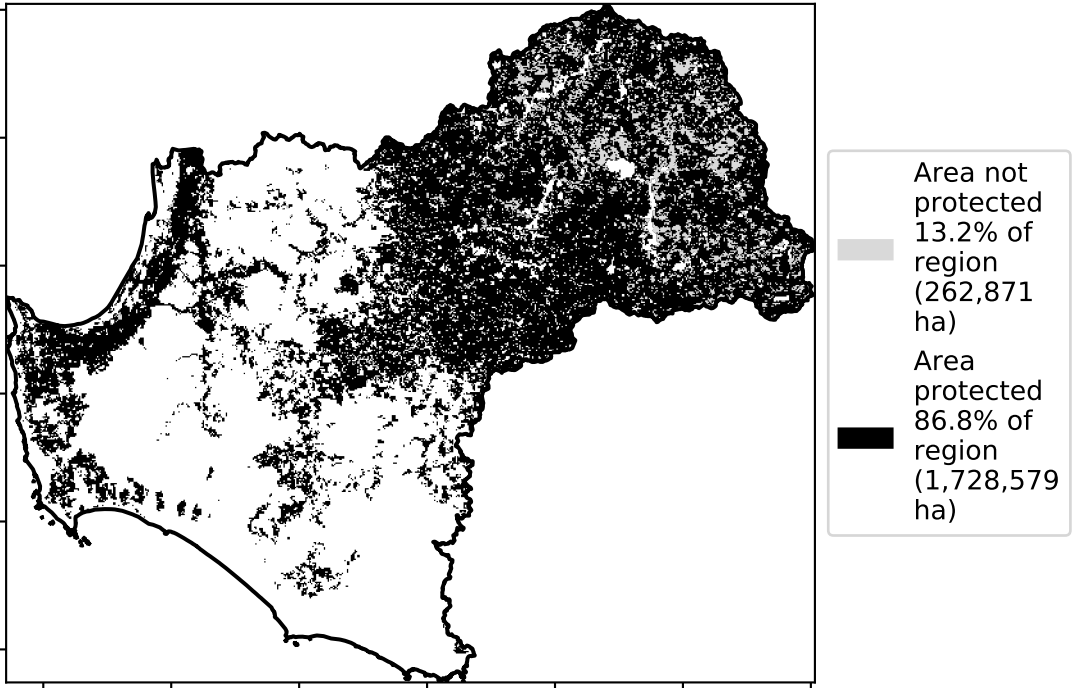 Area not
protected
13.2% of
region
(262,871
ha)
Area
protected
86.8% of
region
(1,728,579
ha)